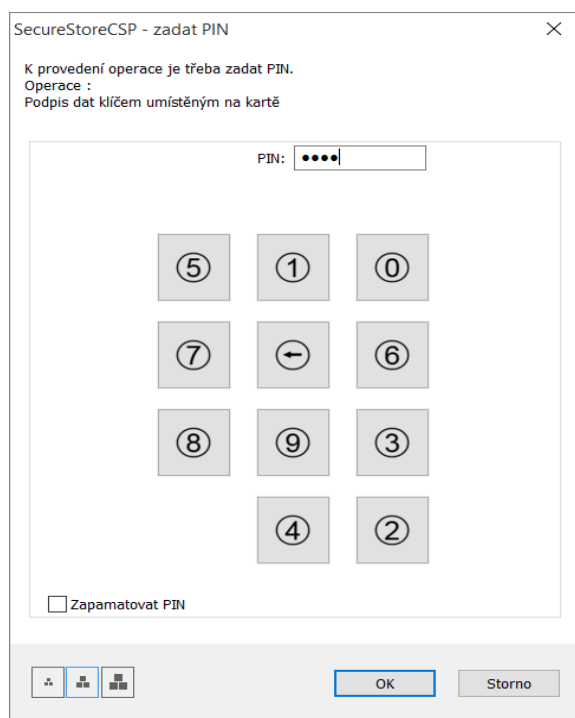 SecureStoreCSP - zadat PIN
K provedení operace je třeba zadat PIN.
Operace :
Podpis dat klíčem umístěným na kartě
PIN: ●●●●
5 1 0
7 ← 6
8 9 3
4 2
Zapamatovat PIN
OK Storno